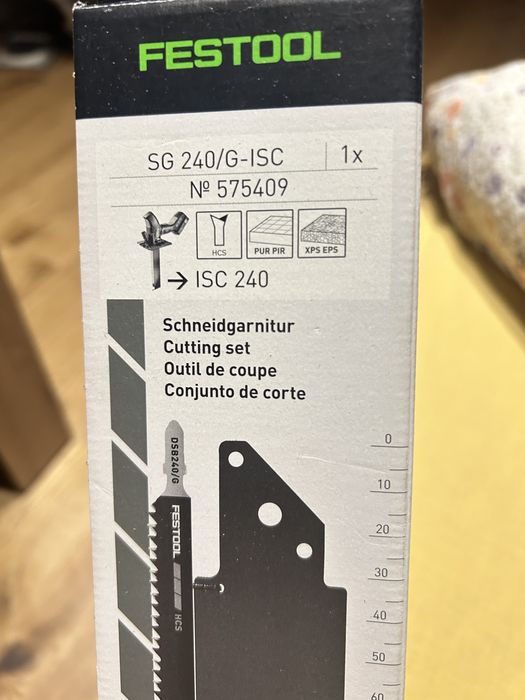 FESTOOL
SG 240/G-ISC 1x
Nº 575409
HCS PUR PIR XPS EPS
→ ISC 240
Schneidgarnitur
Cutting set
Outil de coupe
Conjunto de corte
DSB240/G
FESTOOL
HCS
0
10
20
30
40
50
60